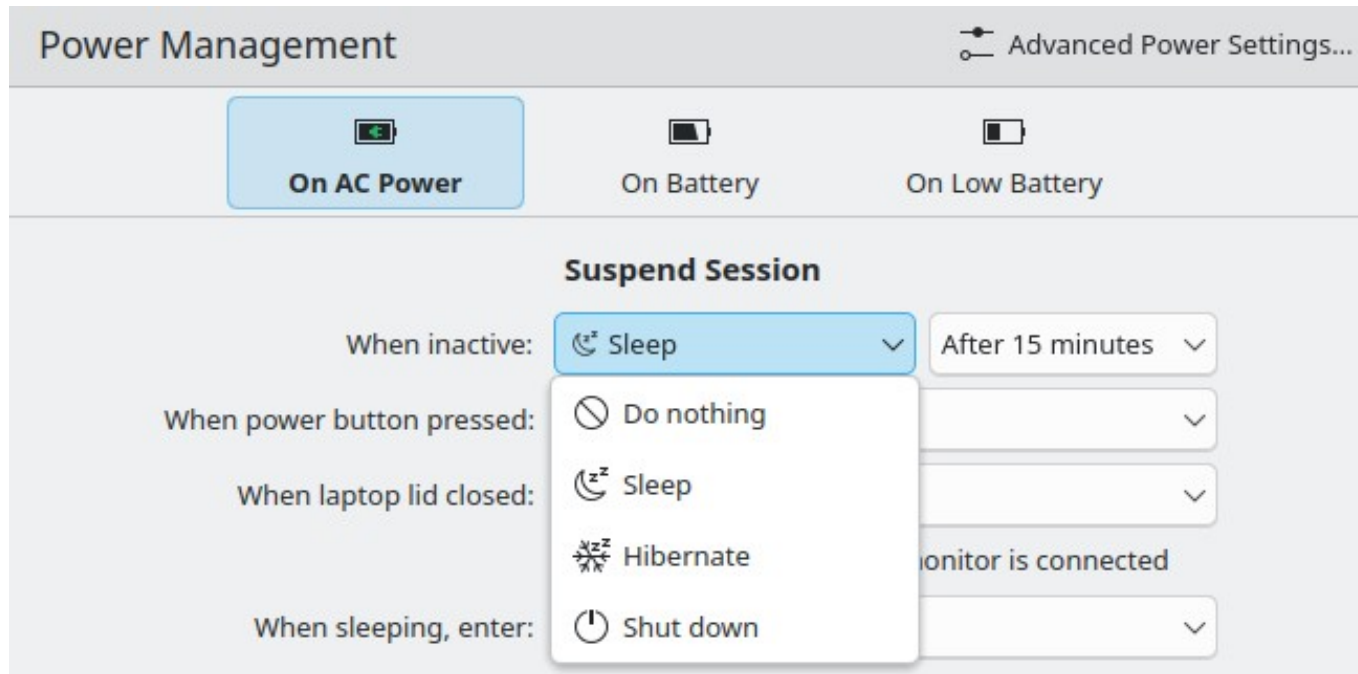 Power Management
Advanced Power Settings...
On AC Power
On Battery
On Low Battery
Suspend Session
When inactive: Sleep After 15 minutes
When power button pressed:
Do nothing
When laptop lid closed:
Sleep
Hibernate
monitor is connected
When sleeping, enter:
Shut down